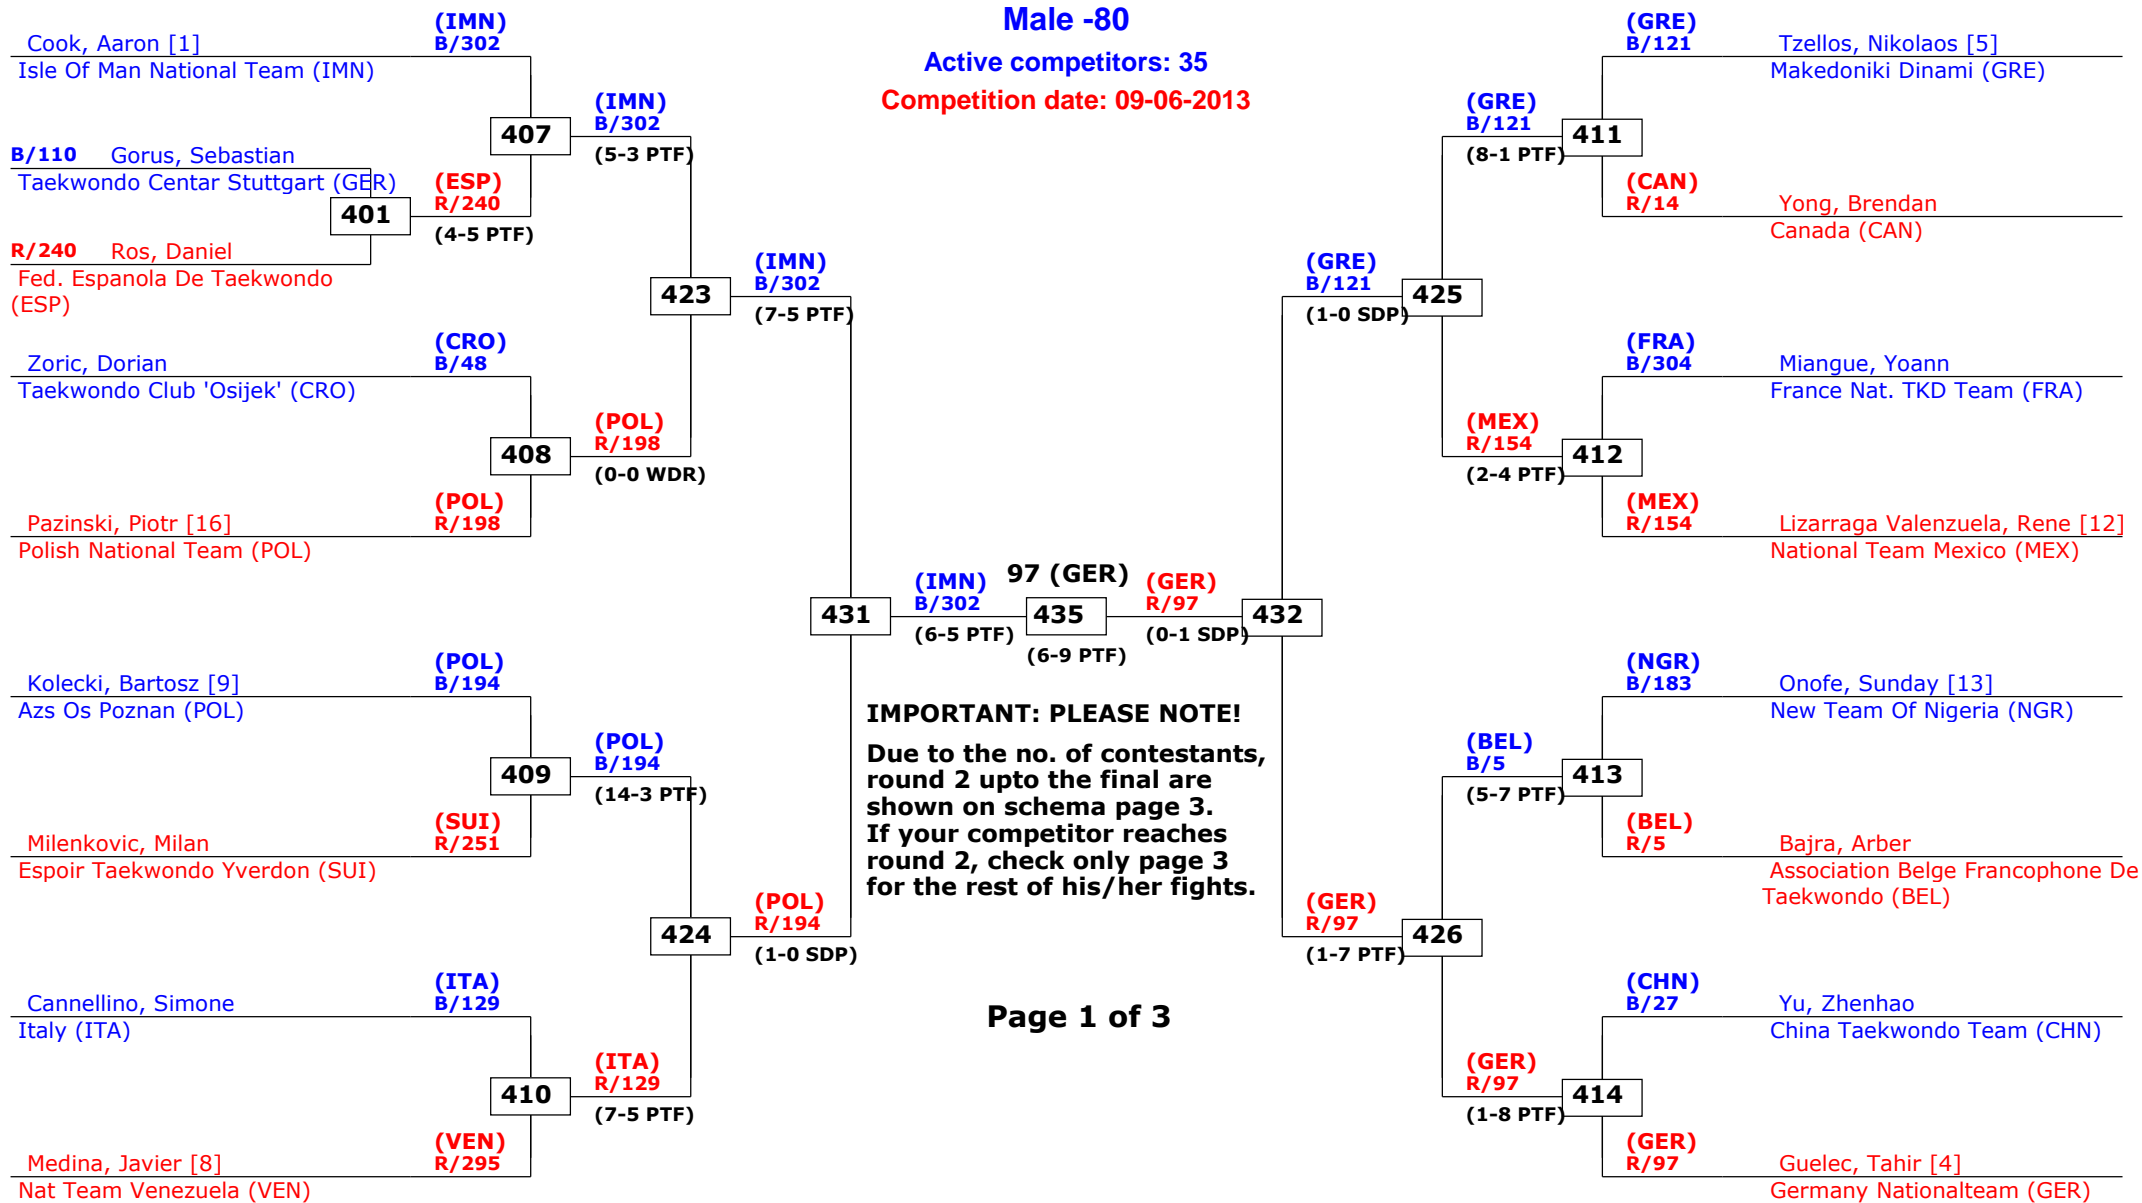 Male -80
Active competitors: 35
Competition date: 09-06-2013
(IMN)
B/302
Cook, Aaron [1]
Isle Of Man National Team (IMN)
407
(IMN)
B/302
(5-3 PTF)
B/110 Gorus, Sebastian
Taekwondo Centar Stuttgart (GER)
401
(ESP)
R/240
(4-5 PTF)
R/240 Ros, Daniel
Fed. Espanola De Taekwondo
(ESP)
423
(IMN)
B/302
(7-5 PTF)
(CRO)
B/48
Zoric, Dorian
Taekwondo Club 'Osijek' (CRO)
408
(POL)
R/198
(0-0 WDR)
(POL)
R/198
Pazinski, Piotr [16]
Polish National Team (POL)
431
(IMN)
B/302
(6-5 PTF)
97 (GER)
435
(6-9 PTF)
(GER)
R/97
(0-1 SDP)
432
(POL)
B/194
Kolecki, Bartosz [9]
Azs Os Poznan (POL)
409
(POL)
B/194
(14-3 PTF)
(SUI)
R/251
Milenkovic, Milan
Espoir Taekwondo Yverdon (SUI)
424
(POL)
R/194
(1-0 SDP)
(ITA)
B/129
Cannellino, Simone
Italy (ITA)
410
(ITA)
R/129
(7-5 PTF)
(VEN)
R/295
Medina, Javier [8]
Nat Team Venezuela (VEN)
IMPORTANT: PLEASE NOTE!
Due to the no. of contestants,
round 2 upto the final are
shown on schema page 3.
If your competitor reaches
round 2, check only page 3
for the rest of his/her fights.
Page 1 of 3
(GRE)
B/121
Tzellos, Nikolaos [5]
Makedoniki Dinami (GRE)
(GRE)
B/121
(8-1 PTF)
411
(CAN)
R/14
Yong, Brendan
Canada (CAN)
(GRE)
B/121
(1-0 SDP)
425
(FRA)
B/304
Miangue, Yoann
France Nat. TKD Team (FRA)
(MEX)
R/154
(2-4 PTF)
412
(MEX)
R/154
Lizarraga Valenzuela, Rene [12]
National Team Mexico (MEX)
(NGR)
B/183
Onofe, Sunday [13]
New Team Of Nigeria (NGR)
(BEL)
B/5
(5-7 PTF)
413
(BEL)
R/5
Bajra, Arber
Association Belge Francophone De
Taekwondo (BEL)
(GER)
R/97
(1-7 PTF)
426
(CHN)
B/27
Yu, Zhenhao
China Taekwondo Team (CHN)
(GER)
R/97
(1-8 PTF)
414
(GER)
R/97
Guelec, Tahir [4]
Germany Nationalteam (GER)